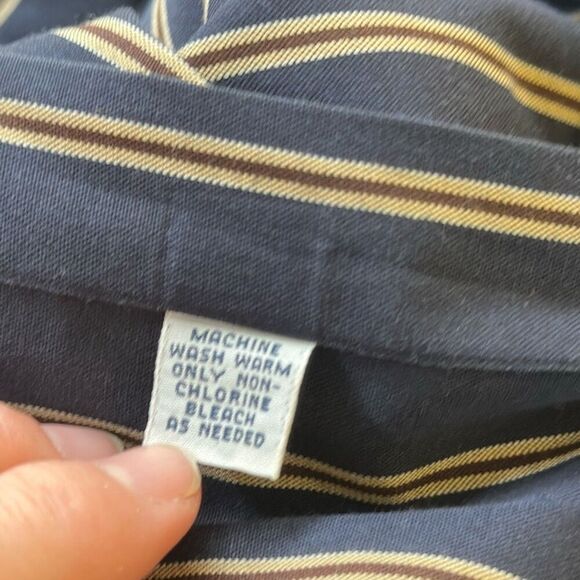 MACHINE
WASH WARM
ONLY NON-
CHLORINE
BLEACH
AS NEEDED